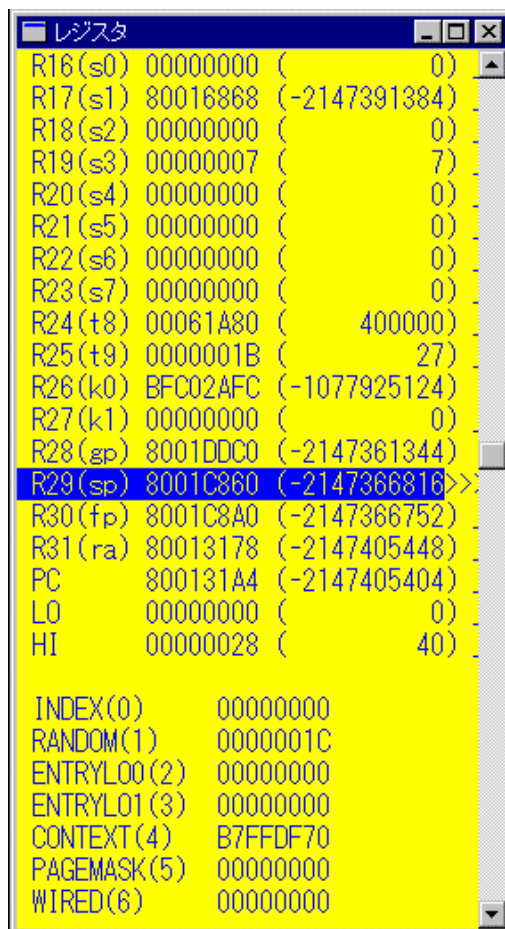 レジスタ
R16(s0) 00000000 ( 0)
R17(s1) 80016868 (-2147391384)
R18(s2) 00000000 ( 0)
R19(s3) 00000007 ( 7)
R20(s4) 00000000 ( 0)
R21(s5) 00000000 ( 0)
R22(s6) 00000000 ( 0)
R23(s7) 00000000 ( 0)
R24(t8) 00061A80 ( 400000)
R25(t9) 0000001B ( 27)
R26(k0) BFC02AFC (-1077925124)
R27(k1) 00000000 ( 0)
R28(gp) 8001DDC0 (-2147361344)
R29(sp) 8001C860 (-2147366816>>
R30(fp) 8001C8A0 (-2147366752)
R31(ra) 80013178 (-2147405448)
PC 800131A4 (-2147405404)
LO 00000000 ( 0)
HI 00000028 ( 40)
INDEX(0) 00000000
RANDOM(1) 0000001C
ENTRYLO0(2) 00000000
ENTRYLO1(3) 00000000
CONTEXT(4) B7FFDF70
PAGEMASK(5) 00000000
WIRED(6) 00000000